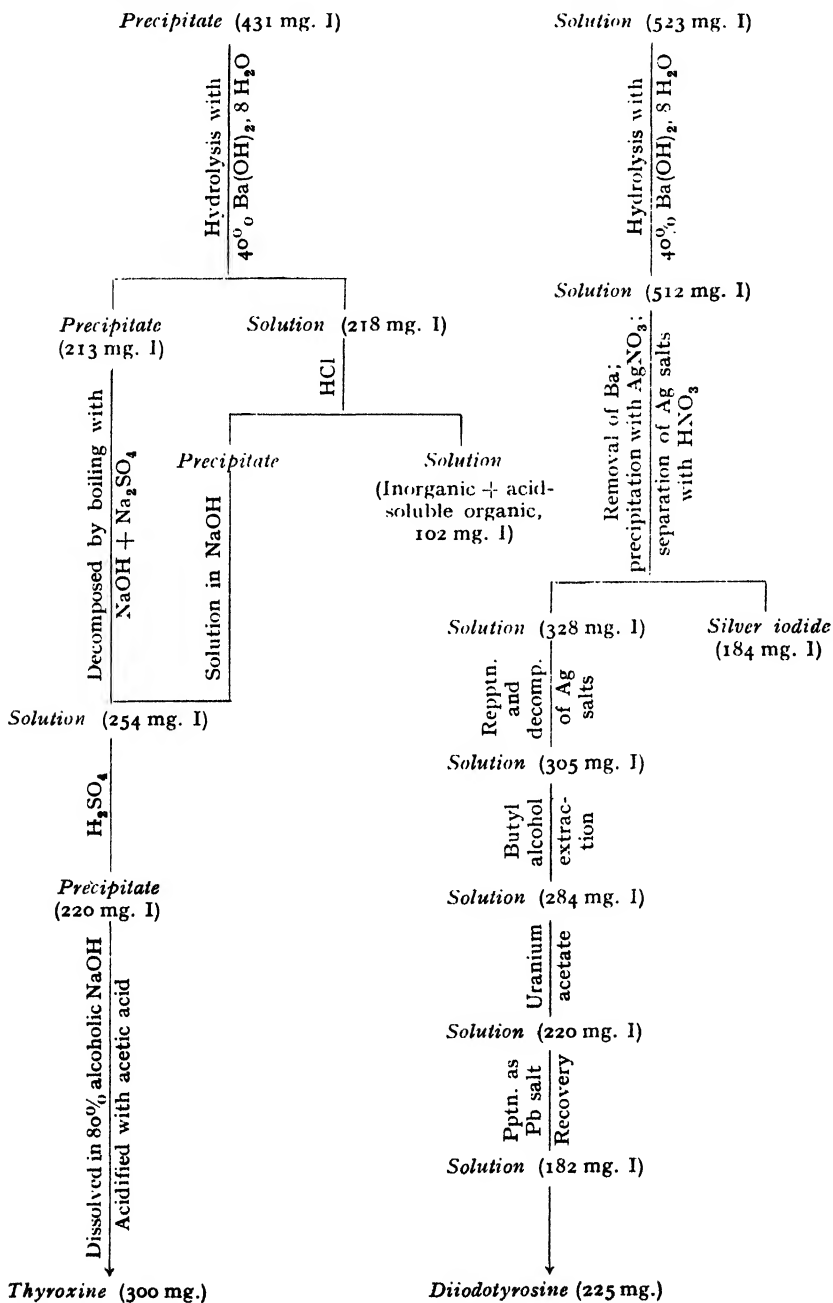 Precipitate (431 mg. I)
Hydrolysis with
40% Ba(OH)₂, 8 H₂O
Precipitate
(213 mg. I)
Solution (218 mg. I)
HCl
Decomposed by boiling with
NaOH + Na₂SO₄
Precipitate
Solution in NaOH
Solution
(Inorganic + acid-
soluble organic,
102 mg. I)
Solution (254 mg. I)
H₂SO₄
Precipitate
(220 mg. I)
Dissolved in 80% alcoholic NaOH
Acidified with acetic acid
Thyroxine (300 mg.)
Solution (523 mg. I)
Hydrolysis with
40% Ba(OH)₂, 8 H₂O
Solution (512 mg. I)
Removal of Ba;
precipitation with AgNO₃;
separation of Ag salts
with HNO₃
Solution (328 mg. I)
Silver iodide
(184 mg. I)
Repptn.
and
decomp.
of Ag
salts
Solution (305 mg. I)
Butyl
alcohol
extrac-
tion
Solution (284 mg. I)
Uranium
acetate
Solution (220 mg. I)
Pptn. as
Pb salt
Recovery
Solution (182 mg. I)
Diiodotyrosine (225 mg.)